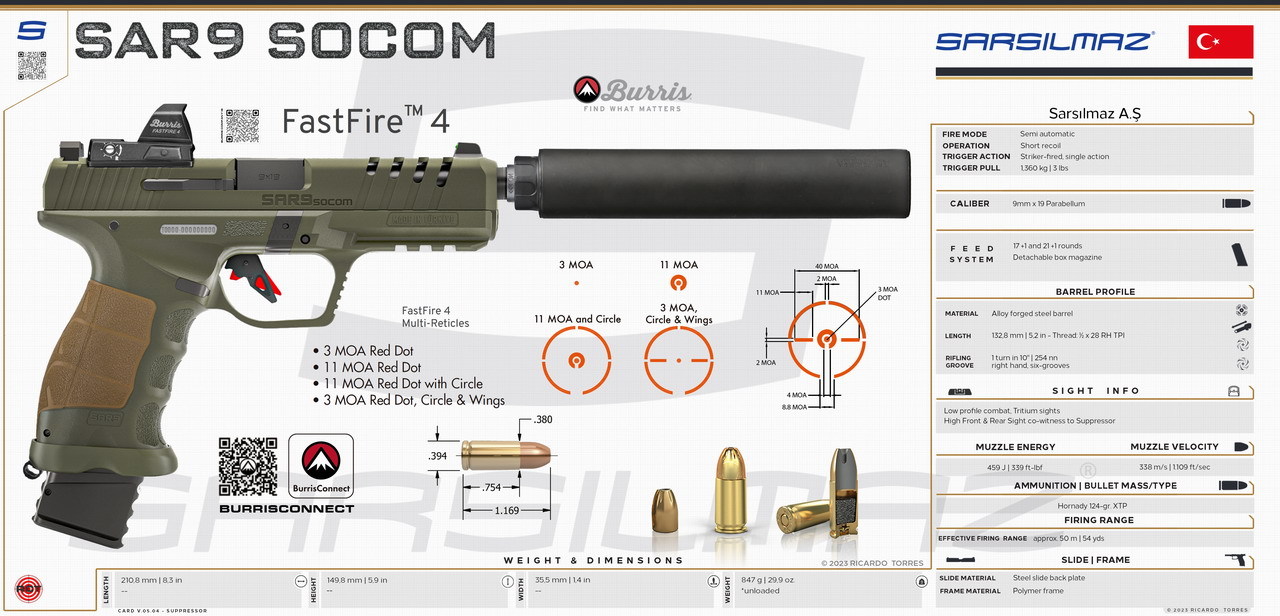 S
SAR9 SOCOM
SARSILMAZ®
Burris
FIND WHAT MATTERS
FastFire™ 4
Burris
FASTFIRE 4
SAR9 socom
Sarsılmaz A.Ş
FIRE MODE Semi automatic
OPERATION Short recoil
TRIGGER ACTION Striker-fired, single action
TRIGGER PULL 1,360 kg | 3 lbs
CALIBER 9mm x 19 Parabellum
FEED SYSTEM
17 +1 and 21 +1 rounds
Detachable box magazine
BARREL PROFILE
MATERIAL Alloy forged steel barrel
LENGTH 132,8 mm | 5.2 in - Thread: ½ x 28 RH TPI
RIFLING GROOVE
1 turn in 10" | 254 nn
right hand, six-grooves
SIGHT INFO
Low profile combat, Tritium sights
High Front & Rear Sight co-witness to Suppressor
MUZZLE ENERGY MUZZLE VELOCITY
459 J | 339 ft-lbf 338 m/s | 1.109 ft/sec
AMMUNITION | BULLET MASS/TYPE
Hornady 124-gr. XTP
FIRING RANGE
EFFECTIVE FIRING RANGE approx. 50 m | 54 yds
SLIDE | FRAME
SLIDE MATERIAL Steel slide back plate
FRAME MATERIAL Polymer frame
© 2023 RICARDO TORRES
3 MOA
11 MOA
11 MOA and Circle
3 MOA,
Circle & Wings
40 MOA
2 MOA
11 MOA
3 MOA
DOT
2 MOA
4 MOA
8.8 MOA
FastFire 4
Multi-Reticles
• 3 MOA Red Dot
• 11 MOA Red Dot
• 11 MOA Red Dot with Circle
• 3 MOA Red Dot, Circle & Wings
BurrisConnect
BURRISCONNECT
.380
.394
.754
1.169
SARSILMAZ®
WEIGHT & DIMENSIONS
© 2023 RICARDO TORRES
LENGTH
210.8 mm | 8.3 in
--
HEIGHT
149.8 mm | 5.9 in
--
WIDTH
35.5 mm | 1.4 in
--
WEIGHT
847 g | 29.9 oz.
*unloaded
CARD V.05.04 - SUPPRESSOR